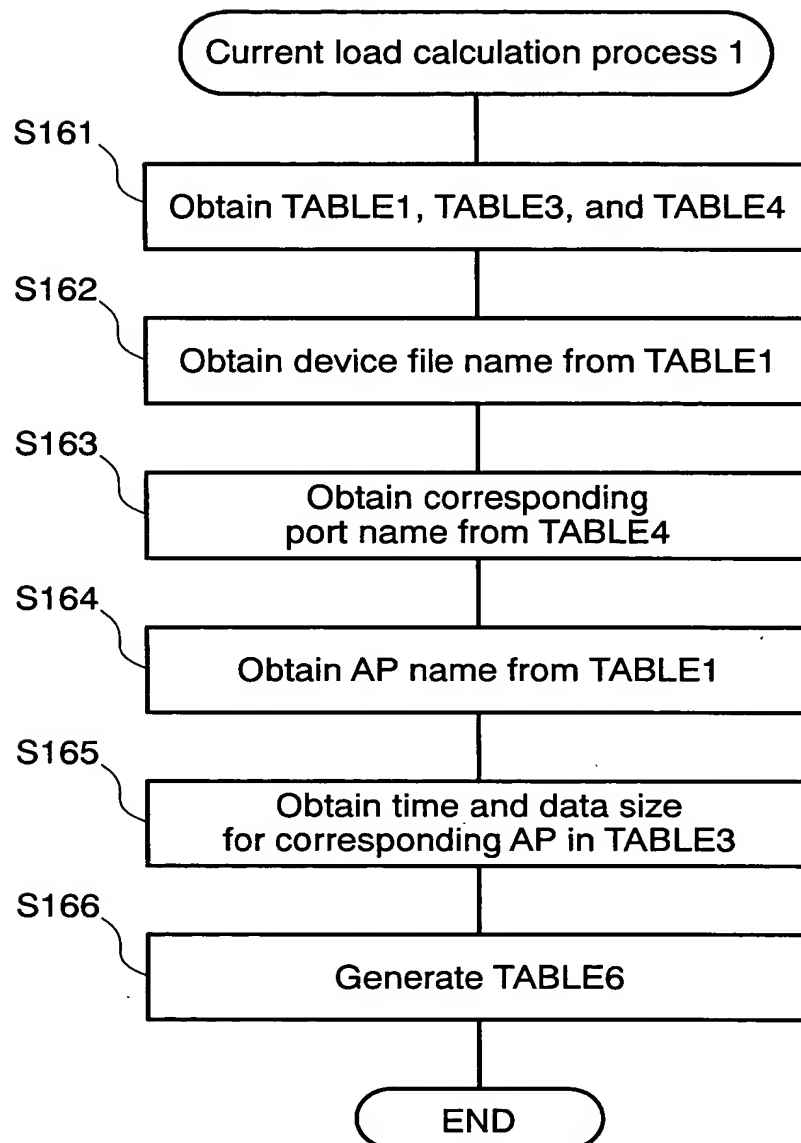 Current load calculation process 1
S161
Obtain TABLE1, TABLE3, and TABLE4
S162
Obtain device file name from TABLE1
S163
Obtain corresponding
port name from TABLE4
S164
Obtain AP name from TABLE1
S165
Obtain time and data size
for corresponding AP in TABLE3
S166
Generate TABLE6
END